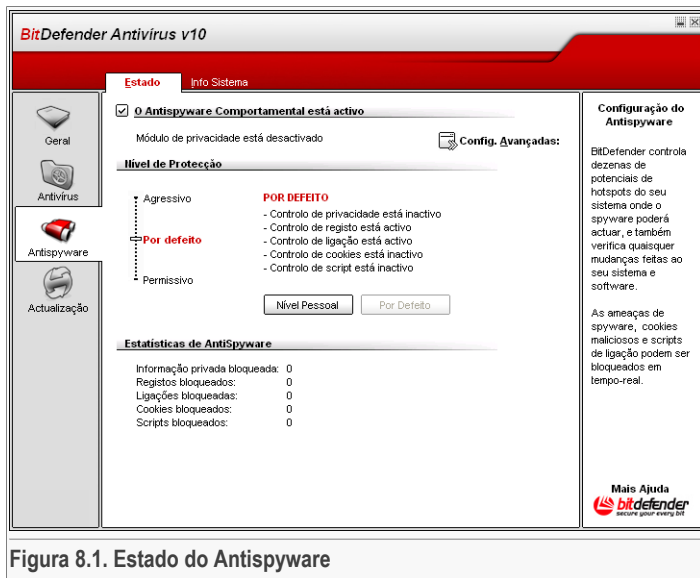 BitDefender Antivírus v10
Estado
Info Sistema
Geral
Antivírus
Antispyware
Actualização
O Antispyware Comportamental está activo
Módulo de privacidade está desactivado
Config. Avançadas:
Nível de Protecção
Agressivo
Por defeito
Permissivo
POR DEFEITO
- Controlo de privacidade está inactivo
- Controlo de registo está activo
- Controlo de ligação está activo
- Controlo de cookies está inactivo
- Controlo de script está inactivo
Nível Pessoal
Por Defeito
Estatísticas de AntiSpyware
Informação privada bloqueada: 0
Registos bloqueados: 0
Ligações bloqueadas: 0
Cookies bloqueados: 0
Scripts bloqueados: 0
Configuração do
Antispyware
BitDefender controla
dezenas de
potenciais de
hotspots do seu
sistema onde o
spyware poderá
actuar, e também
verifica quaisquer
mudanças feitas ao
seu sistema e
software.
As ameaças de
spyware, cookies
maliciosos e scripts
de ligação podem ser
bloqueados em
tempo-real.
Mais Ajuda
bitdefender
secure your every bit
Figura 8.1. Estado do Antispyware